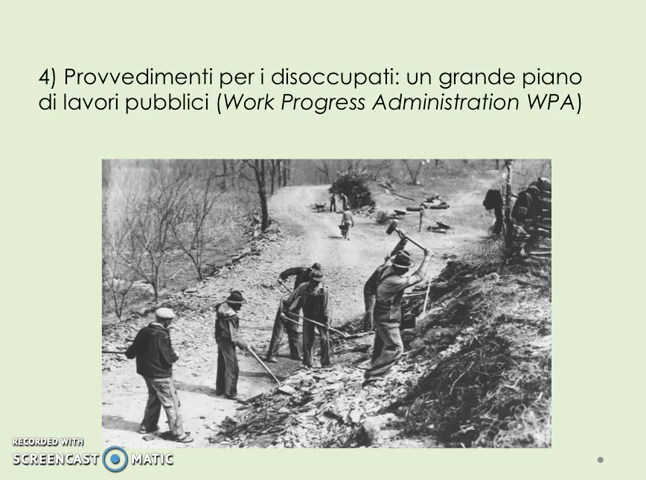 4) Provvedimenti per i disoccupati: un grande piano
di lavori pubblici (Work Progress Administration WPA)
RECORDED WITH
SCREENCAST MATIC